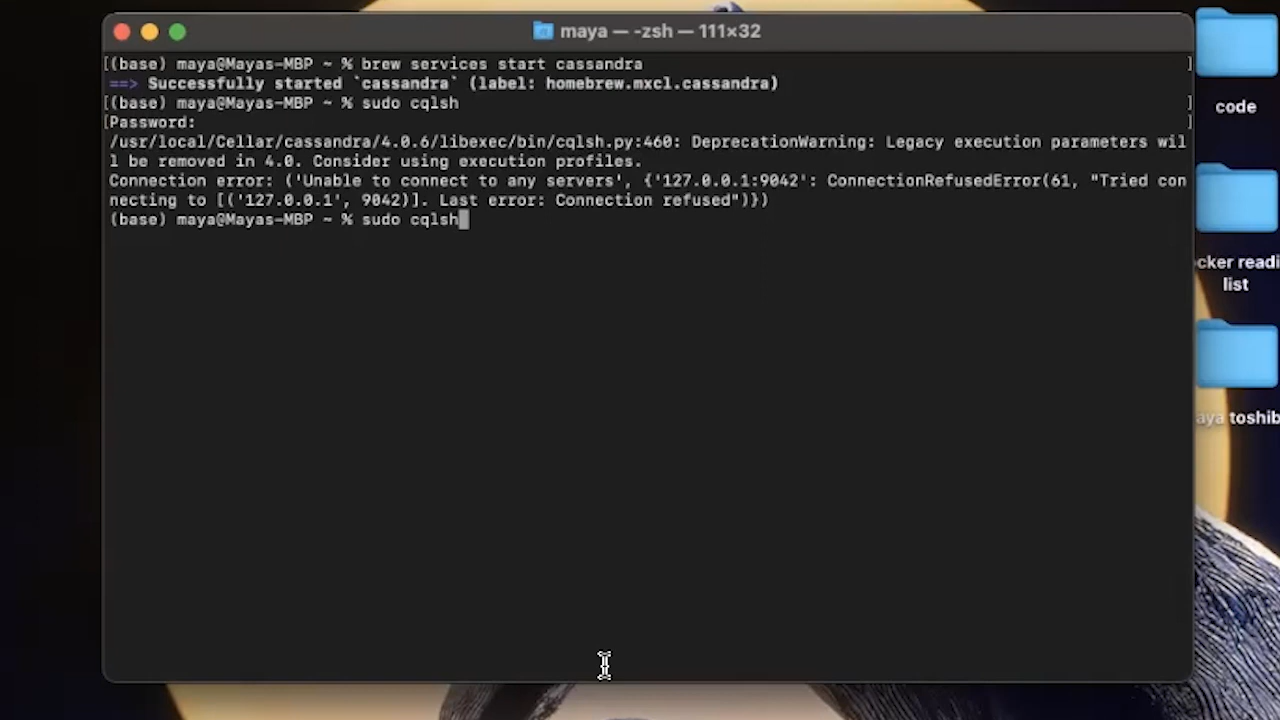 maya — -zsh — 111×32
[(base) maya@Mayas-MBP ~ % brew services start cassandra ]
==> Successfully started `cassandra` (label: homebrew.mxcl.cassandra)
[(base) maya@Mayas-MBP ~ % sudo cqlsh ]
[Password: ]
/usr/local/Cellar/cassandra/4.0.6/libexec/bin/cqlsh.py:460: DeprecationWarning: Legacy execution parameters wil
l be removed in 4.0. Consider using execution profiles.
Connection error: ('Unable to connect to any servers', {'127.0.0.1:9042': ConnectionRefusedError(61, "Tried con
necting to [('127.0.0.1', 9042)]. Last error: Connection refused")})
(base) maya@Mayas-MBP ~ % sudo cqlsh
code
cker readi
list
aya toshib